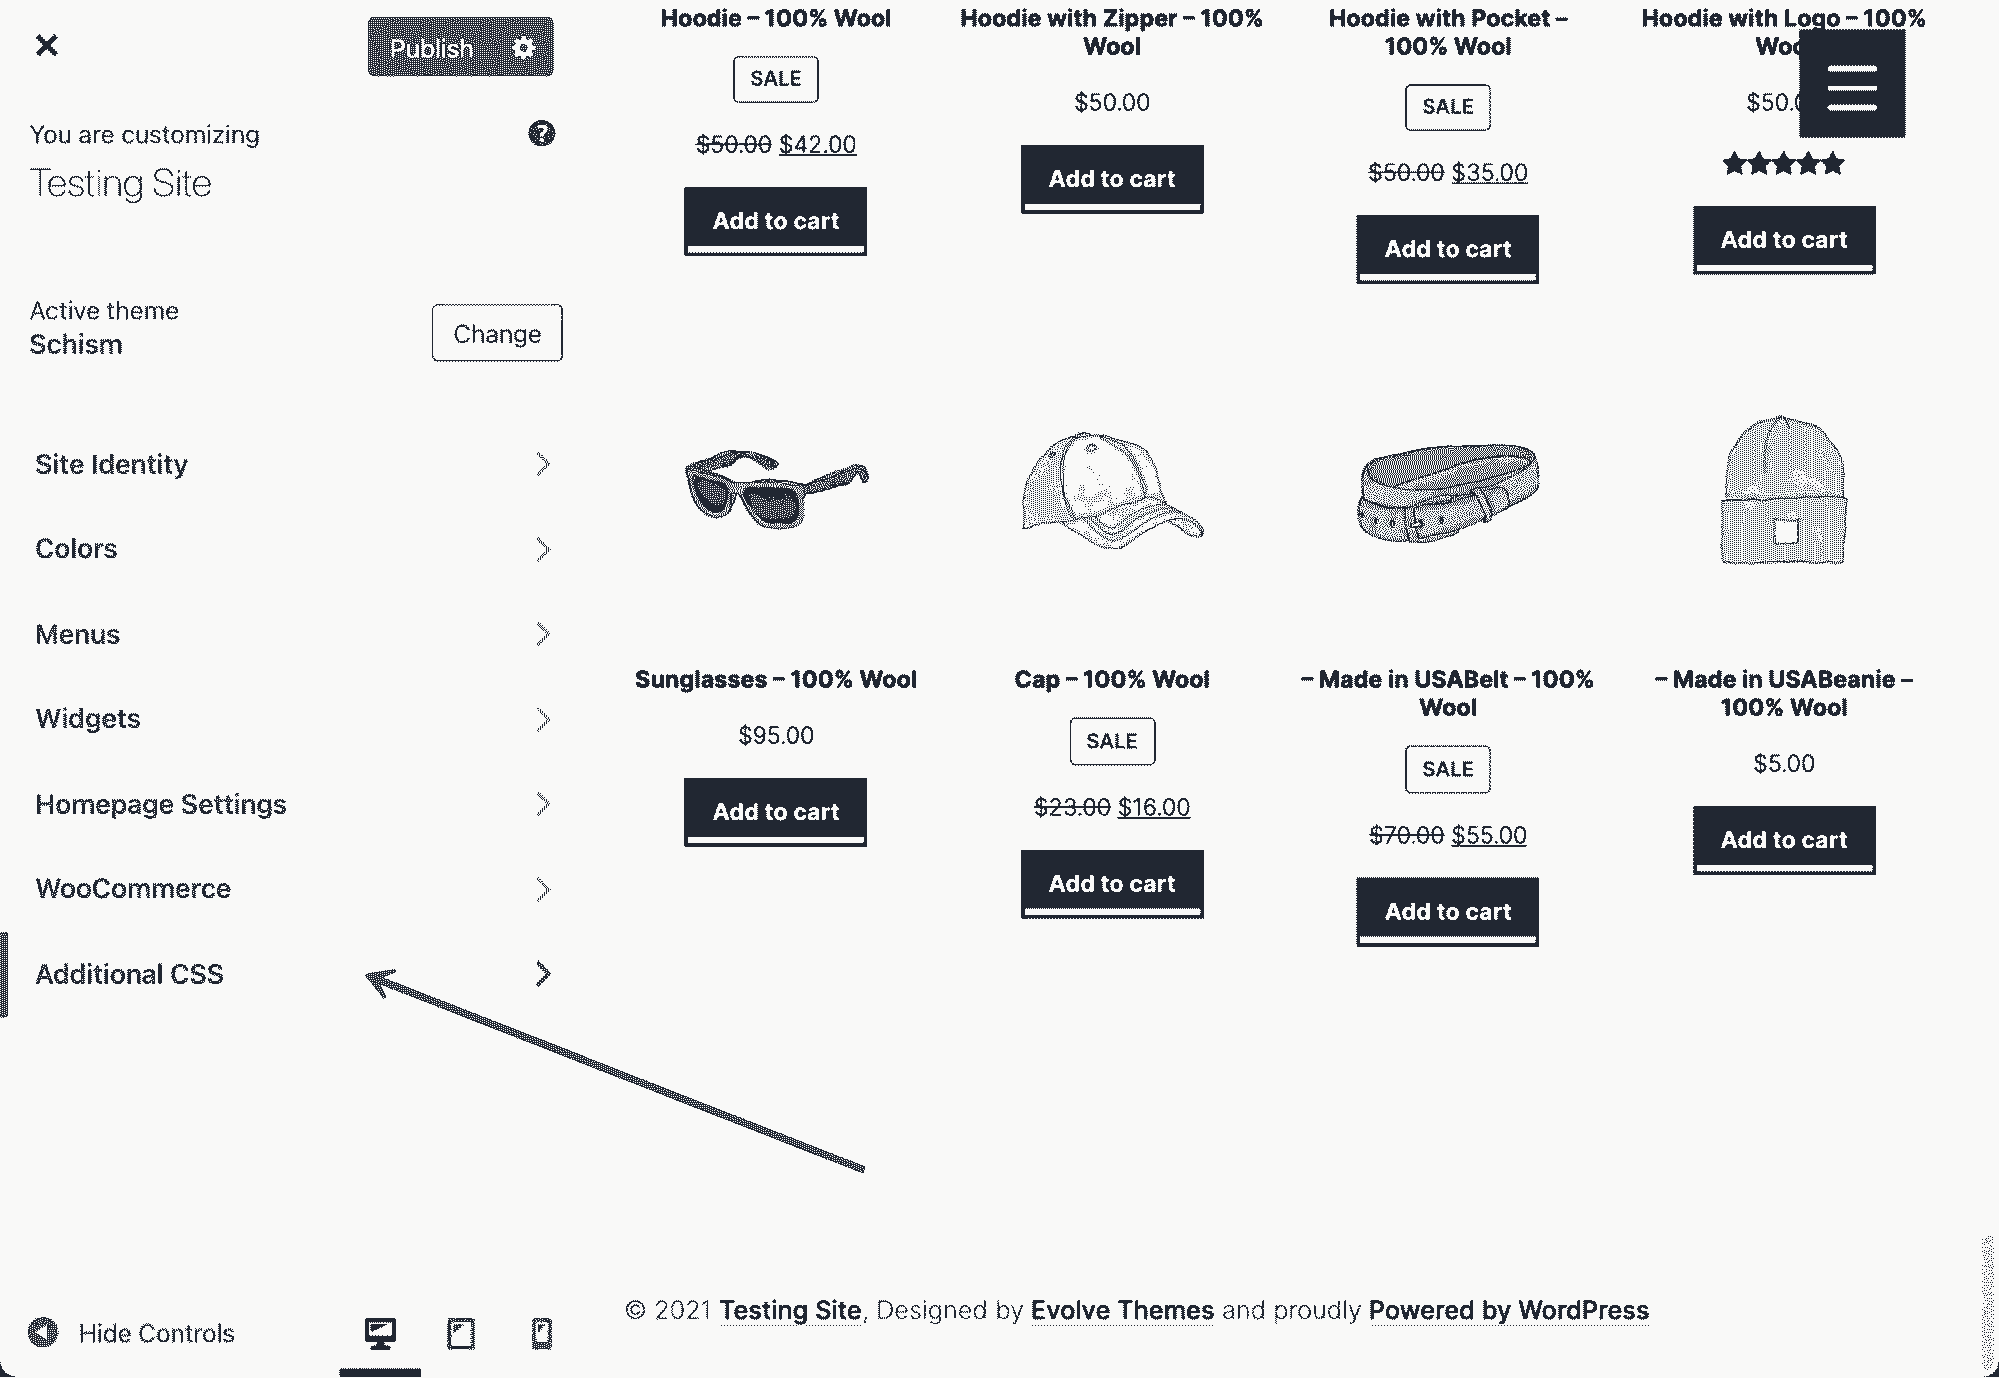 Publish
You are customizing
Testing Site
Active theme
Schism
Change
Site Identity
Colors
Menus
Widgets
Homepage Settings
WooCommerce
Additional CSS
Hide Controls
Hoodie – 100% Wool
SALE
$50.00 $42.00
Add to cart
Hoodie with Zipper – 100%
Wool
$50.00
Add to cart
Hoodie with Pocket –
100% Wool
SALE
$50.00 $35.00
Add to cart
Hoodie with Logo – 100%
Add to cart
Sunglasses – 100% Wool
$95.00
Add to cart
Cap – 100% Wool
SALE
$23.00 $16.00
Add to cart
– Made in USABelt – 100%
Wool
SALE
$70.00 $55.00
Add to cart
– Made in USABeanie –
100% Wool
$5.00
Add to cart
© 2021 Testing Site, Designed by Evolve Themes and proudly Powered by WordPress